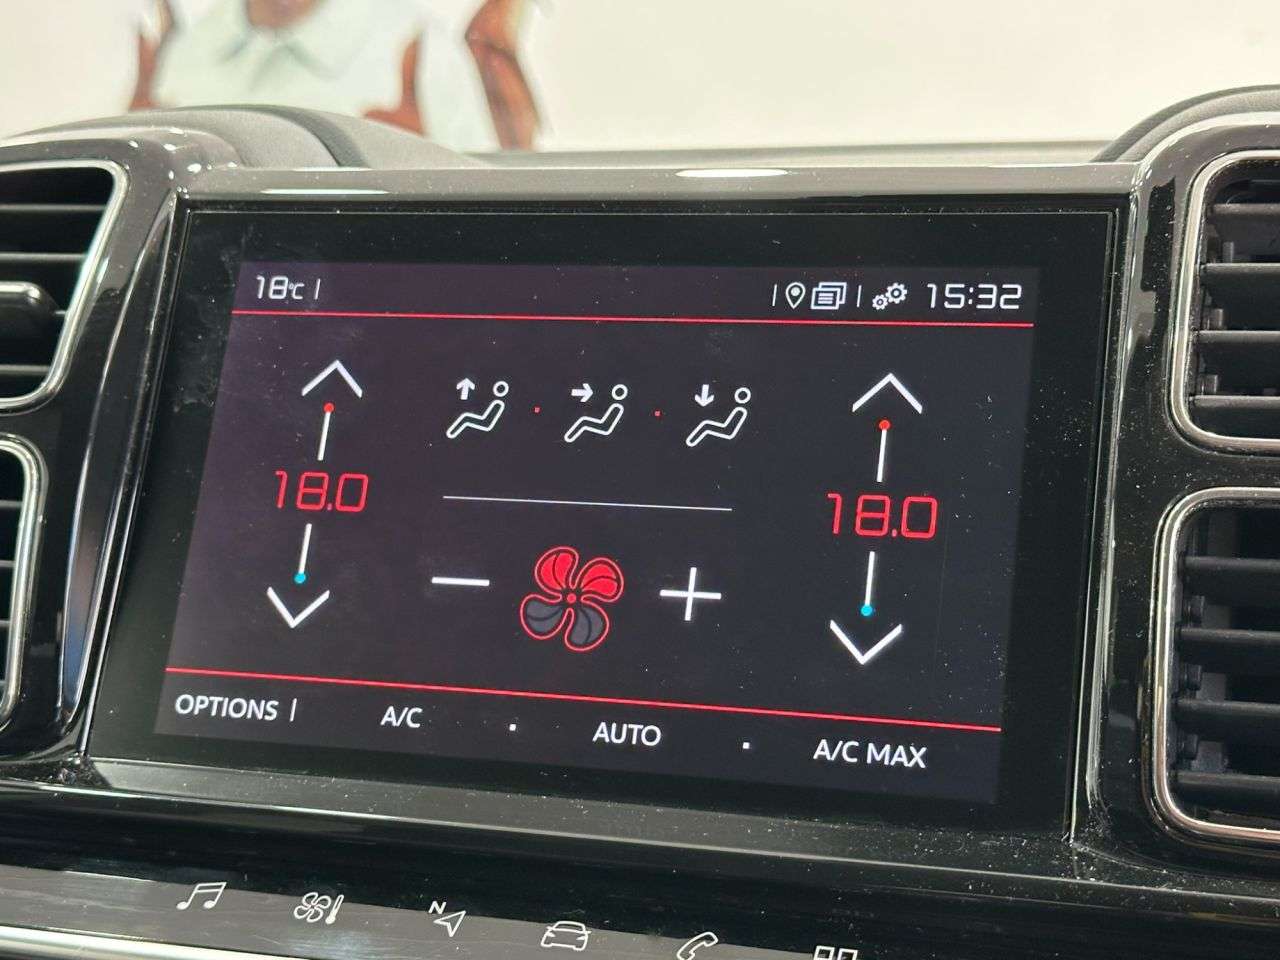 18°C 15:32
18.0 18.0
OPTIONS A/C AUTO A/C MAX
N